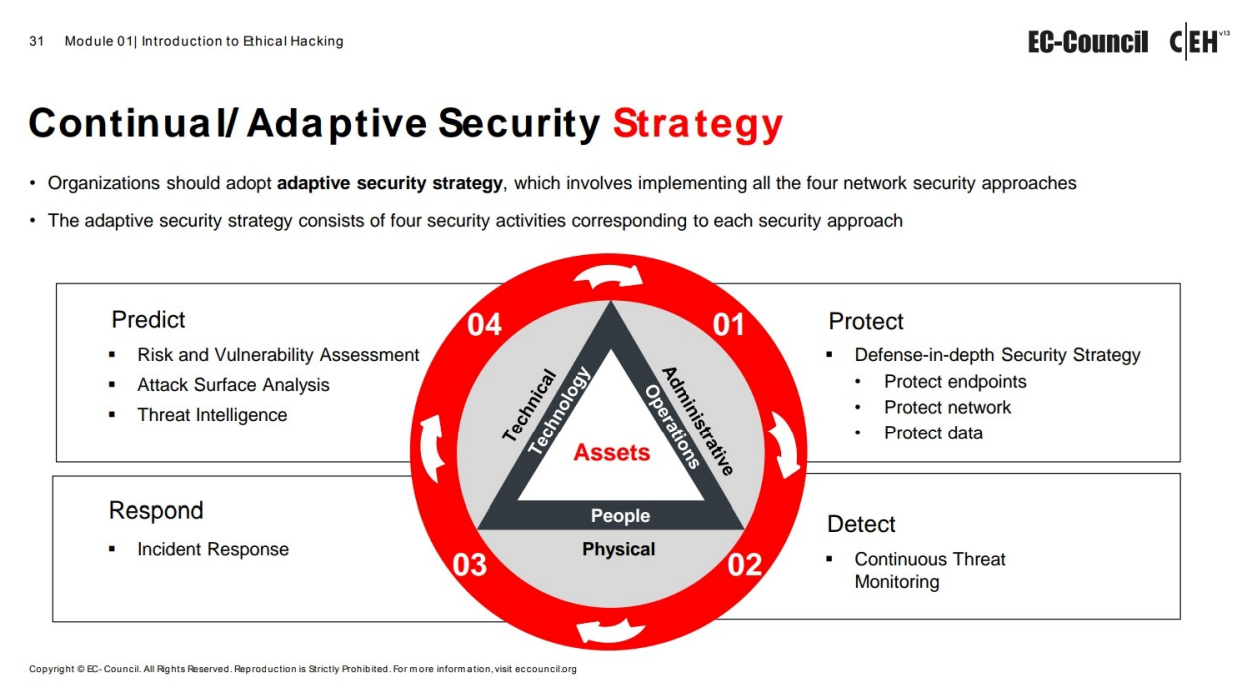 31 Module 01| Introduction to Ethical Hacking
EC-Council C|EH v13
Continual/ Adaptive Security Strategy
• Organizations should adopt adaptive security strategy, which involves implementing all the four network security approaches
• The adaptive security strategy consists of four security activities corresponding to each security approach
Predict
▪ Risk and Vulnerability Assessment
▪ Attack Surface Analysis
▪ Threat Intelligence
04
01
Protect
▪ Defense-in-depth Security Strategy
• Protect endpoints
• Protect network
• Protect data
Technical
Technology
Administrative
Operations
Assets
People
Physical
Respond
▪ Incident Response
03
02
Detect
▪ Continuous Threat
Monitoring
Copyright © EC- Council. All Rights Reserved. Reproduction is Strictly Prohibited. For more information, visit eccouncil.org